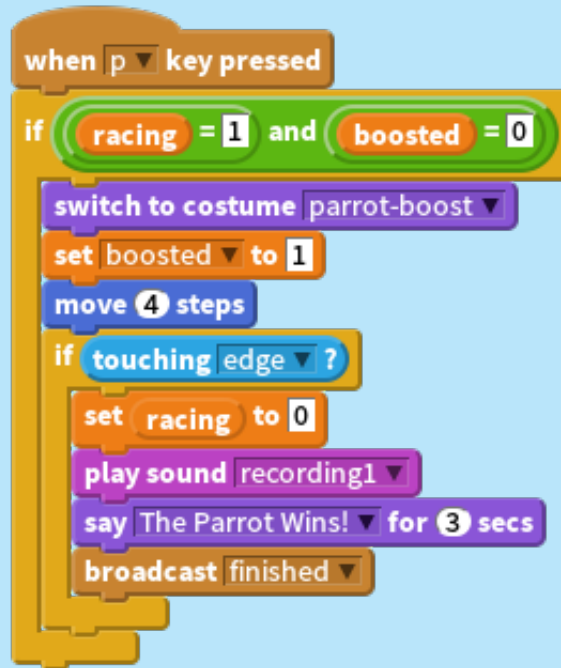 when p key pressed
if racing = 1 and boosted = 0
switch to costume parrot-boost
set boosted to 1
move 4 steps
if touching edge ?
set racing to 0
play sound recording1
say The Parrot Wins! for 3 secs
broadcast finished